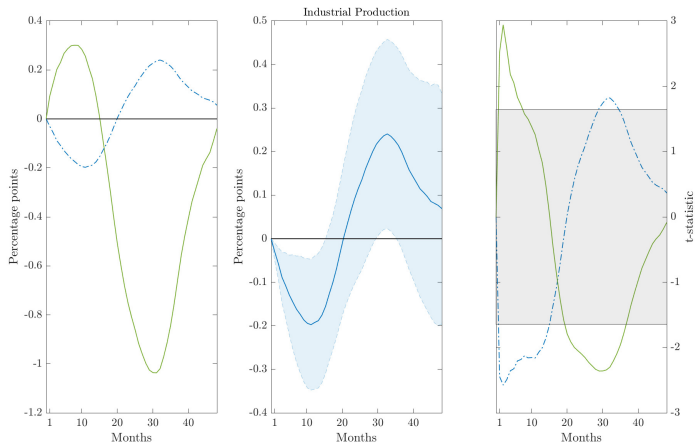 Industrial Production
0.4
0.2
0
-0.2
-0.4
-0.6
-0.8
-1
-1.2
Percentage points
1 10 20 30 40
Months
0.5
0.4
0.3
0.2
0.1
0
-0.1
-0.2
-0.3
-0.4
Percentage points
1 10 20 30 40
Months
3
2
1
0
-1
-2
-3
t-statistic
1 10 20 30 40
Months